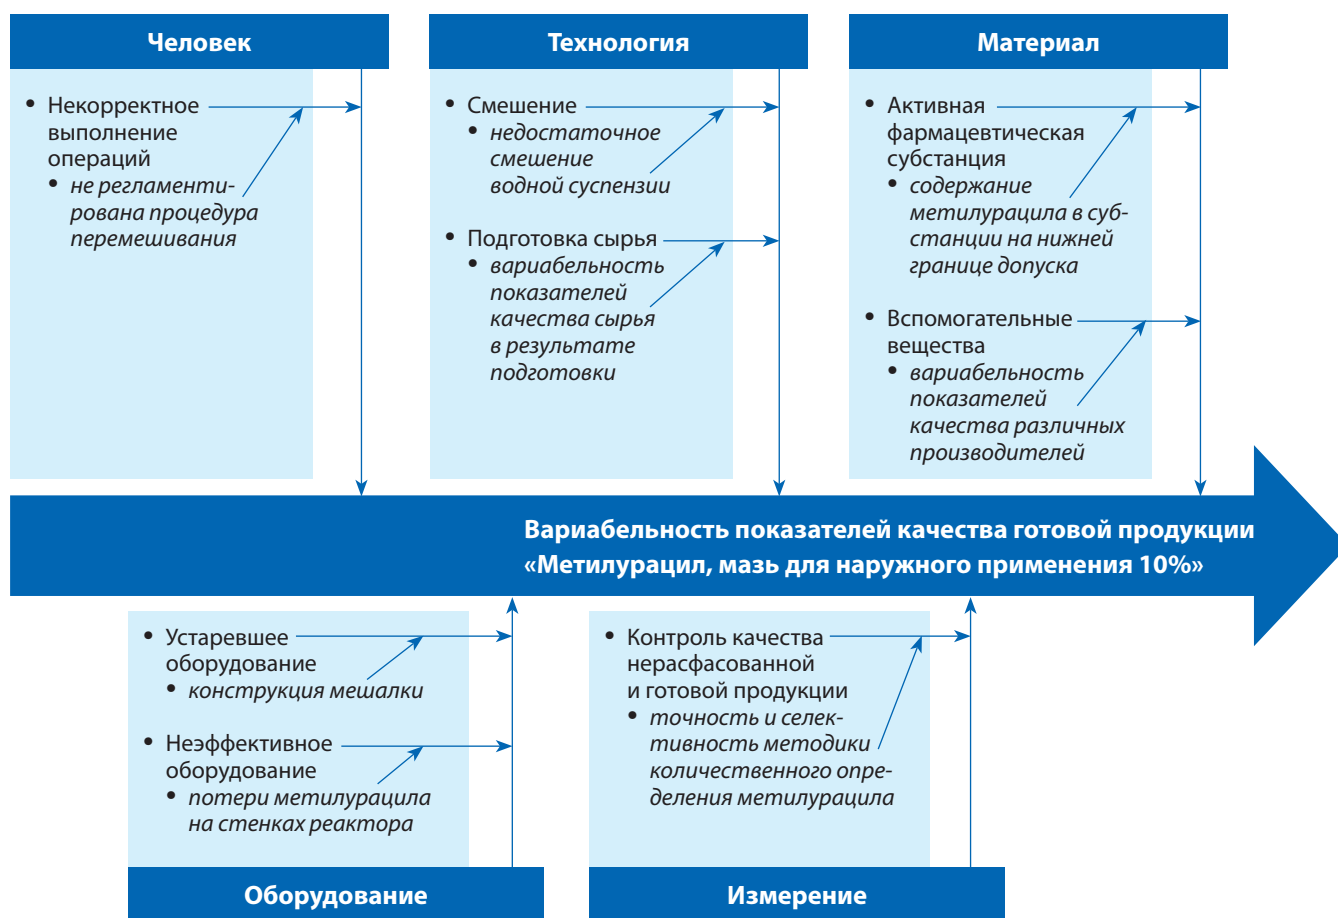 Человек
• Некорректное
выполнение
операций
• не регламенти-
рована процедура
перемешивания
Технология
• Смешение
• недостаточное
смешение
водной суспензии
• Подготовка сырья
• вариабельность
показателей
качества сырья
в результате
подготовки
Материал
• Активная
фармацевтическая
субстанция
• содержание
метилурацила в суб-
станции на нижней
границе допуска
• Вспомогательные
вещества
• вариабельность
показателей
качества различных
производителей
Вариабельность показателей качества готовой продукции
«Метилурацил, мазь для наружного применения 10%»
• Устаревшее
оборудование
• конструкция мешалки
• Неэффективное
оборудование
• потери метилурацила
на стенках реактора
Оборудование
• Контроль качества
нерасфасованной
и готовой продукции
• точность и селек-
тивность методики
количественного опре-
деления метилурацила
Измерение